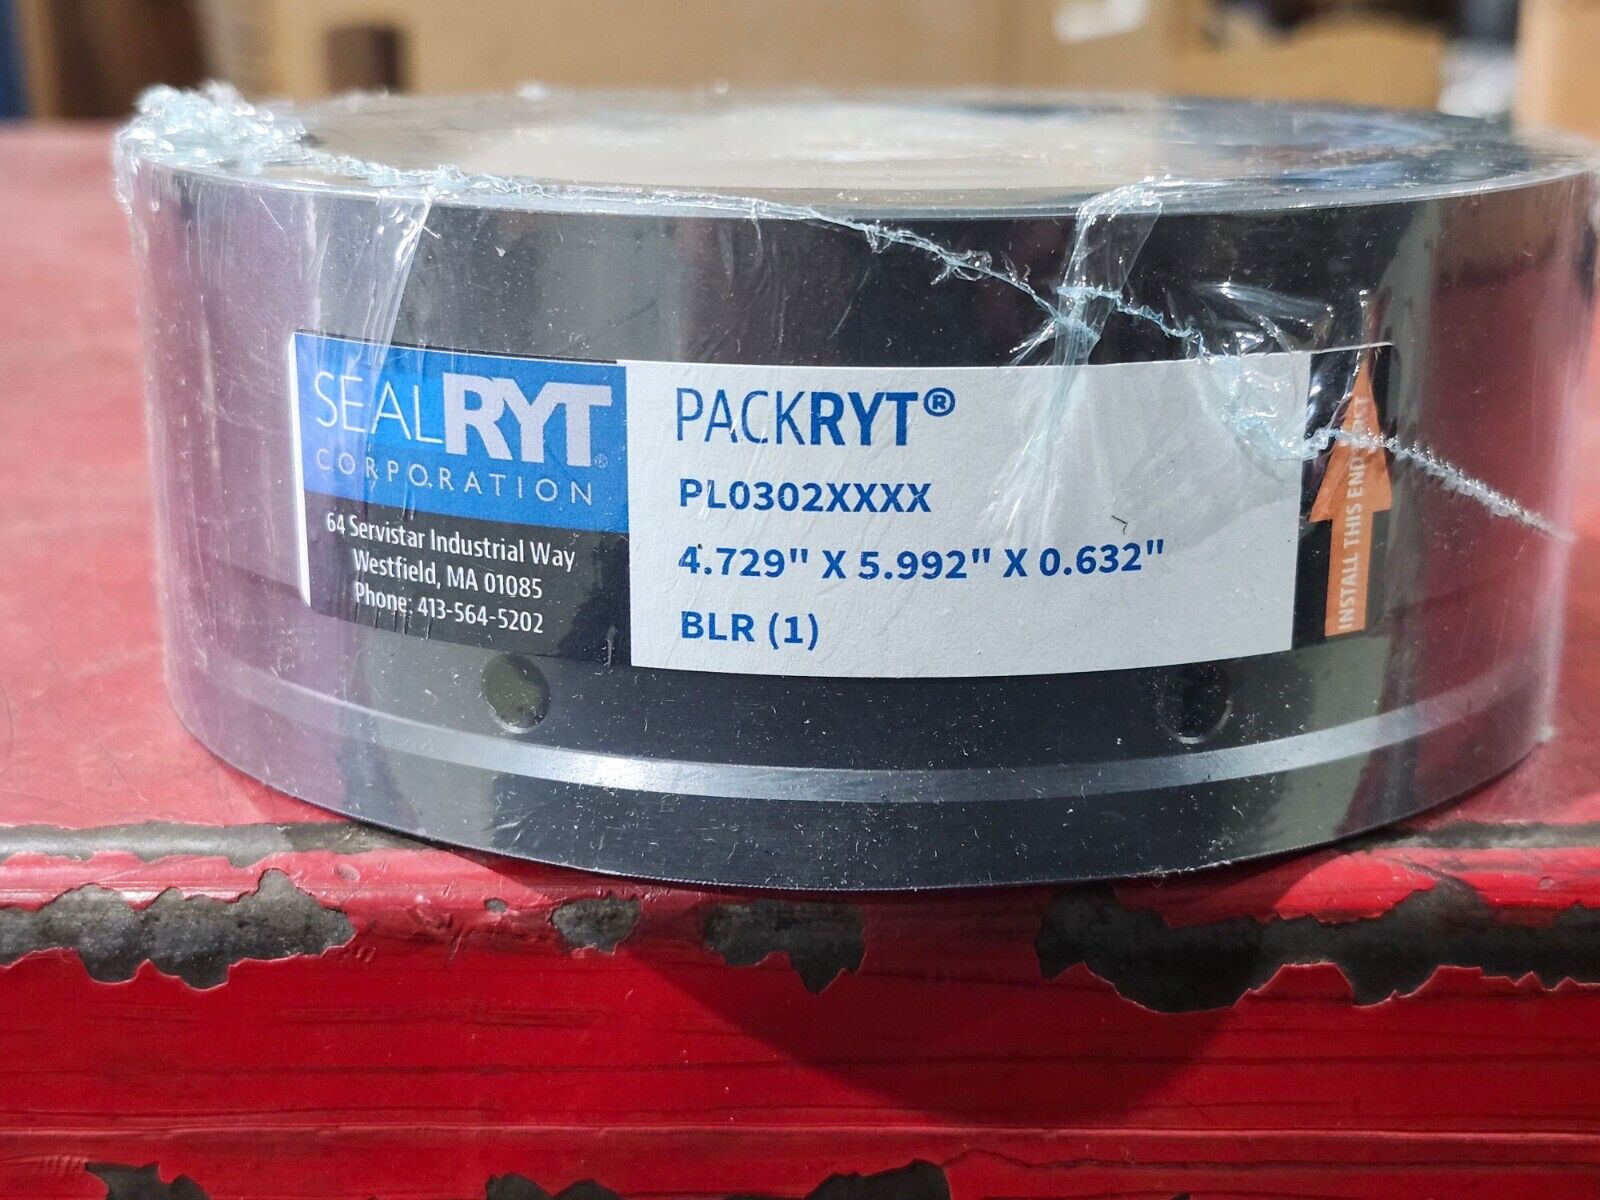 SEALRYT®
CORPORATION
64 Servistar Industrial Way
Westfield, MA 01085
Phone: 413-564-5202
PACKRYT®
PL0302XXXX
4.729" X 5.992" X 0.632"
BLR (1)
INSTALL THIS END 1ST